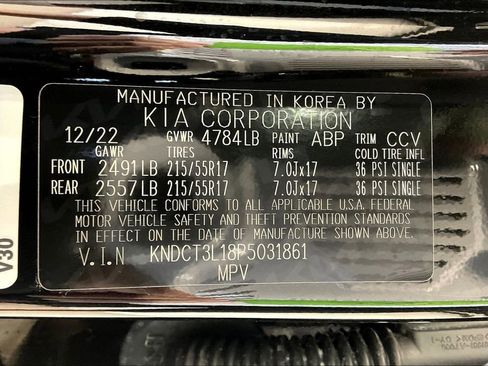 MANUFACTURED IN KOREA BY
KIA CORPORATION
12/22 GVWR 4784LB PAINT ABP TRIM CCV
GAWR TIRES RIMS COLD TIRE INFL
FRONT 2491LB 215/55R17 7.0Jx17 36 PSI SINGLE
REAR 2557LB 215/55R17 7.0Jx17 36 PSI SINGLE
THIS VEHICLE CONFORMS TO ALL APPLICABLE U.S.A. FEDERAL
MOTOR VEHICLE SAFETY AND THEFT PREVENTION STANDARDS
IN EFFECT ON THE DATE OF MANUFACTURE SHOWN ABOVE.
V.I.N KNDCT3L18P5031861
MPV
V30